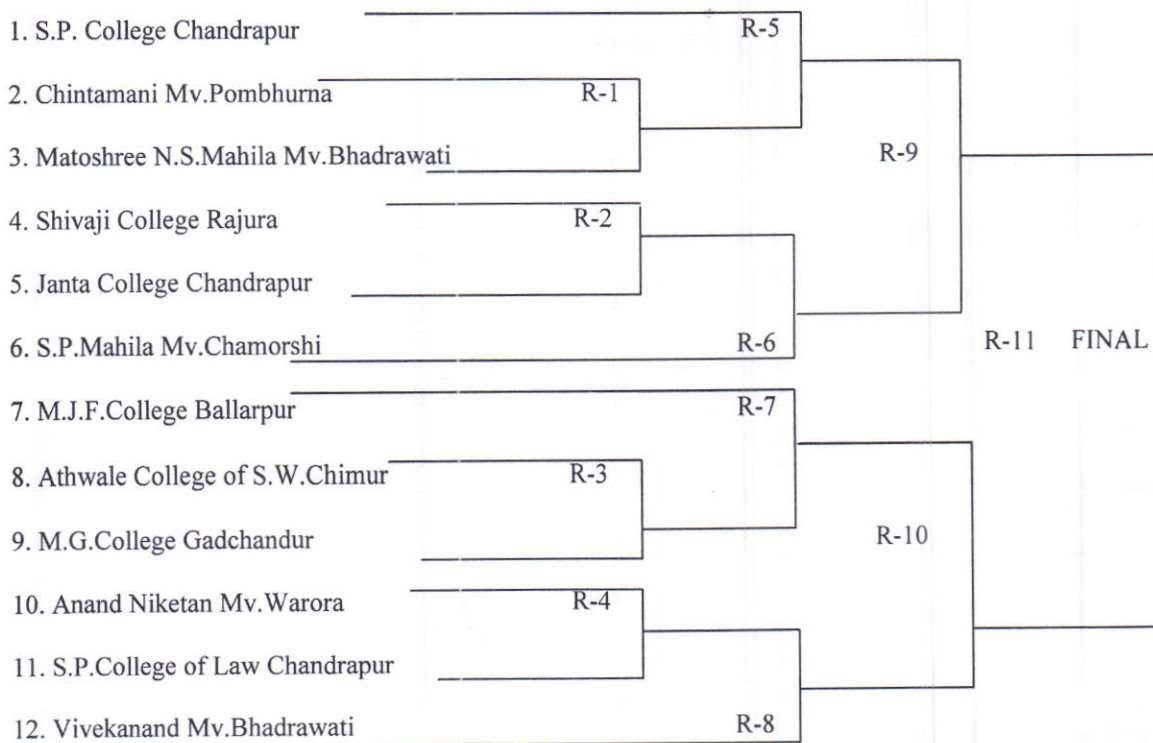 1. S.P. College Chandrapur R-5
2. Chintamani Mv.Pombhurna R-1
3. Matoshree N.S.Mahila Mv.Bhadrawati R-9
4. Shivaji College Rajura R-2
5. Janta College Chandrapur
6. S.P.Mahila Mv.Chamorshi R-6 R-11 FINAL
7. M.J.F.College Ballarpur R-7
8. Athwale College of S.W.Chimur R-3
9. M.G.College Gadchandur R-10
10. Anand Niketan Mv.Warora R-4
11. S.P.College of Law Chandrapur
12. Vivekanand Mv.Bhadrawati R-8